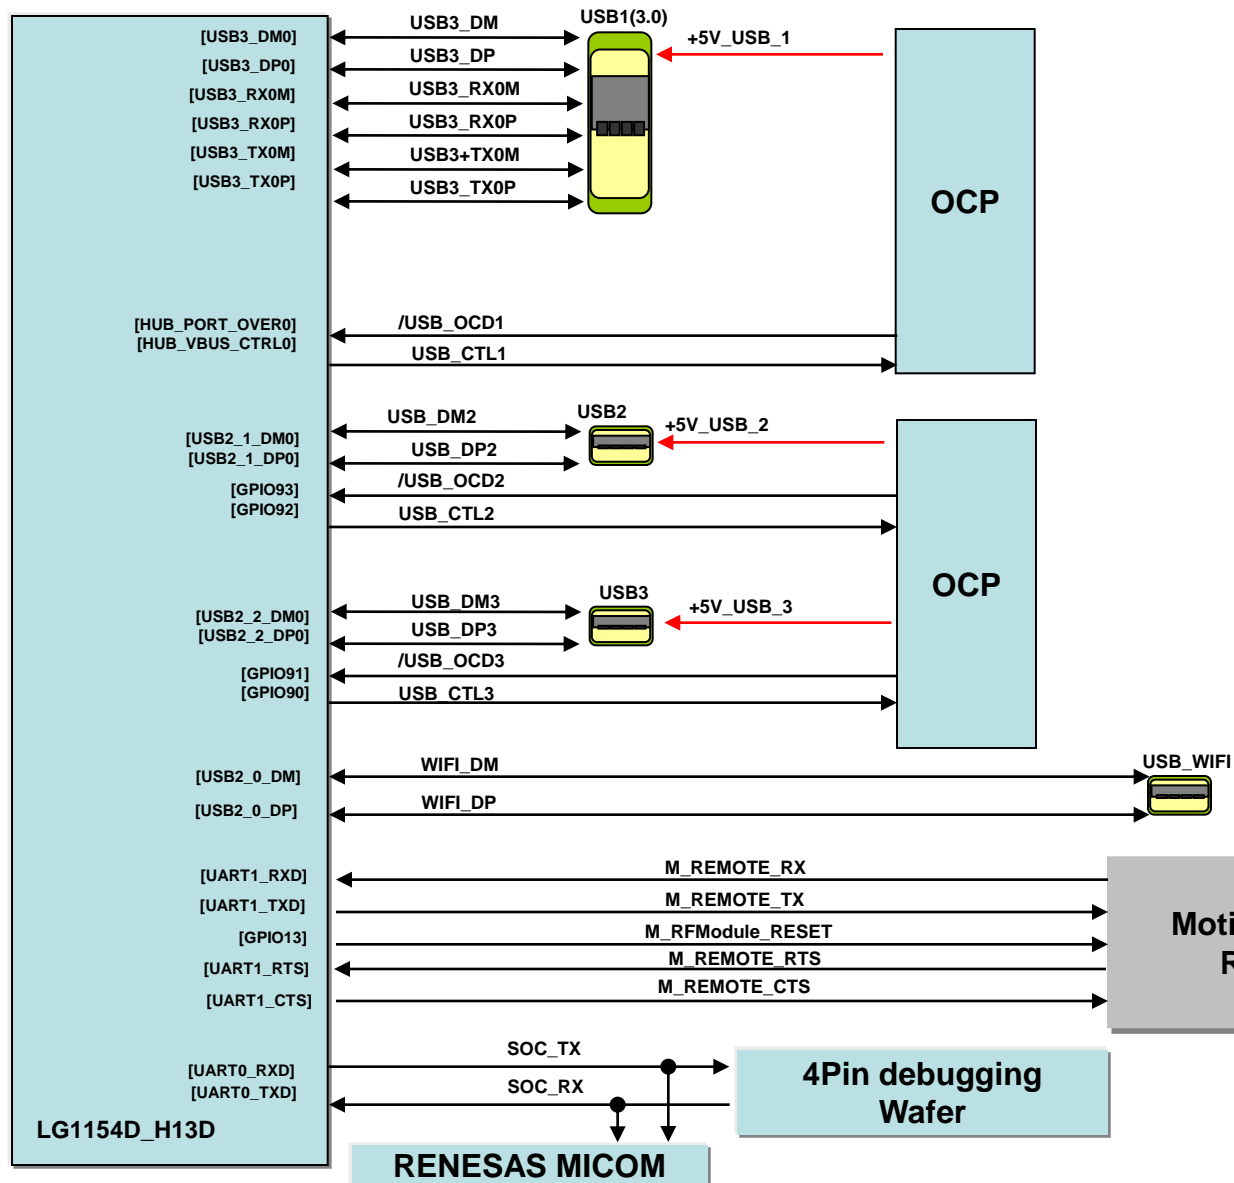 USB1(3.0)
[USB3_DM0] USB3_DM +5V_USB_1
[USB3_DP0] USB3_DP
[USB3_RX0M] USB3_RX0M
[USB3_RX0P] USB3_RX0P
[USB3_TX0M] USB3+TX0M
[USB3_TX0P] USB3_TX0P
OCP
[HUB_PORT_OVER0] /USB_OCD1
[HUB_VBUS_CTRL0] USB_CTL1
USB2
[USB2_1_DM0] USB_DM2 +5V_USB_2
[USB2_1_DP0] USB_DP2
[GPIO93] /USB_OCD2
[GPIO92] USB_CTL2
OCP
USB3
[USB2_2_DM0] USB_DM3 +5V_USB_3
[USB2_2_DP0] USB_DP3
[GPIO91] /USB_OCD3
[GPIO90] USB_CTL3
USB_WIFI
[USB2_0_DM] WIFI_DM
[USB2_0_DP] WIFI_DP
[UART1_RXD] M_REMOTE_RX
[UART1_TXD] M_REMOTE_TX
[GPIO13] M_RFModule_RESET
[UART1_RTS] M_REMOTE_RTS
[UART1_CTS] M_REMOTE_CTS
Moti
R
[UART0_RXD] SOC_TX
[UART0_TXD] SOC_RX
4Pin debugging
Wafer
LG1154D_H13D
RENESAS MICOM